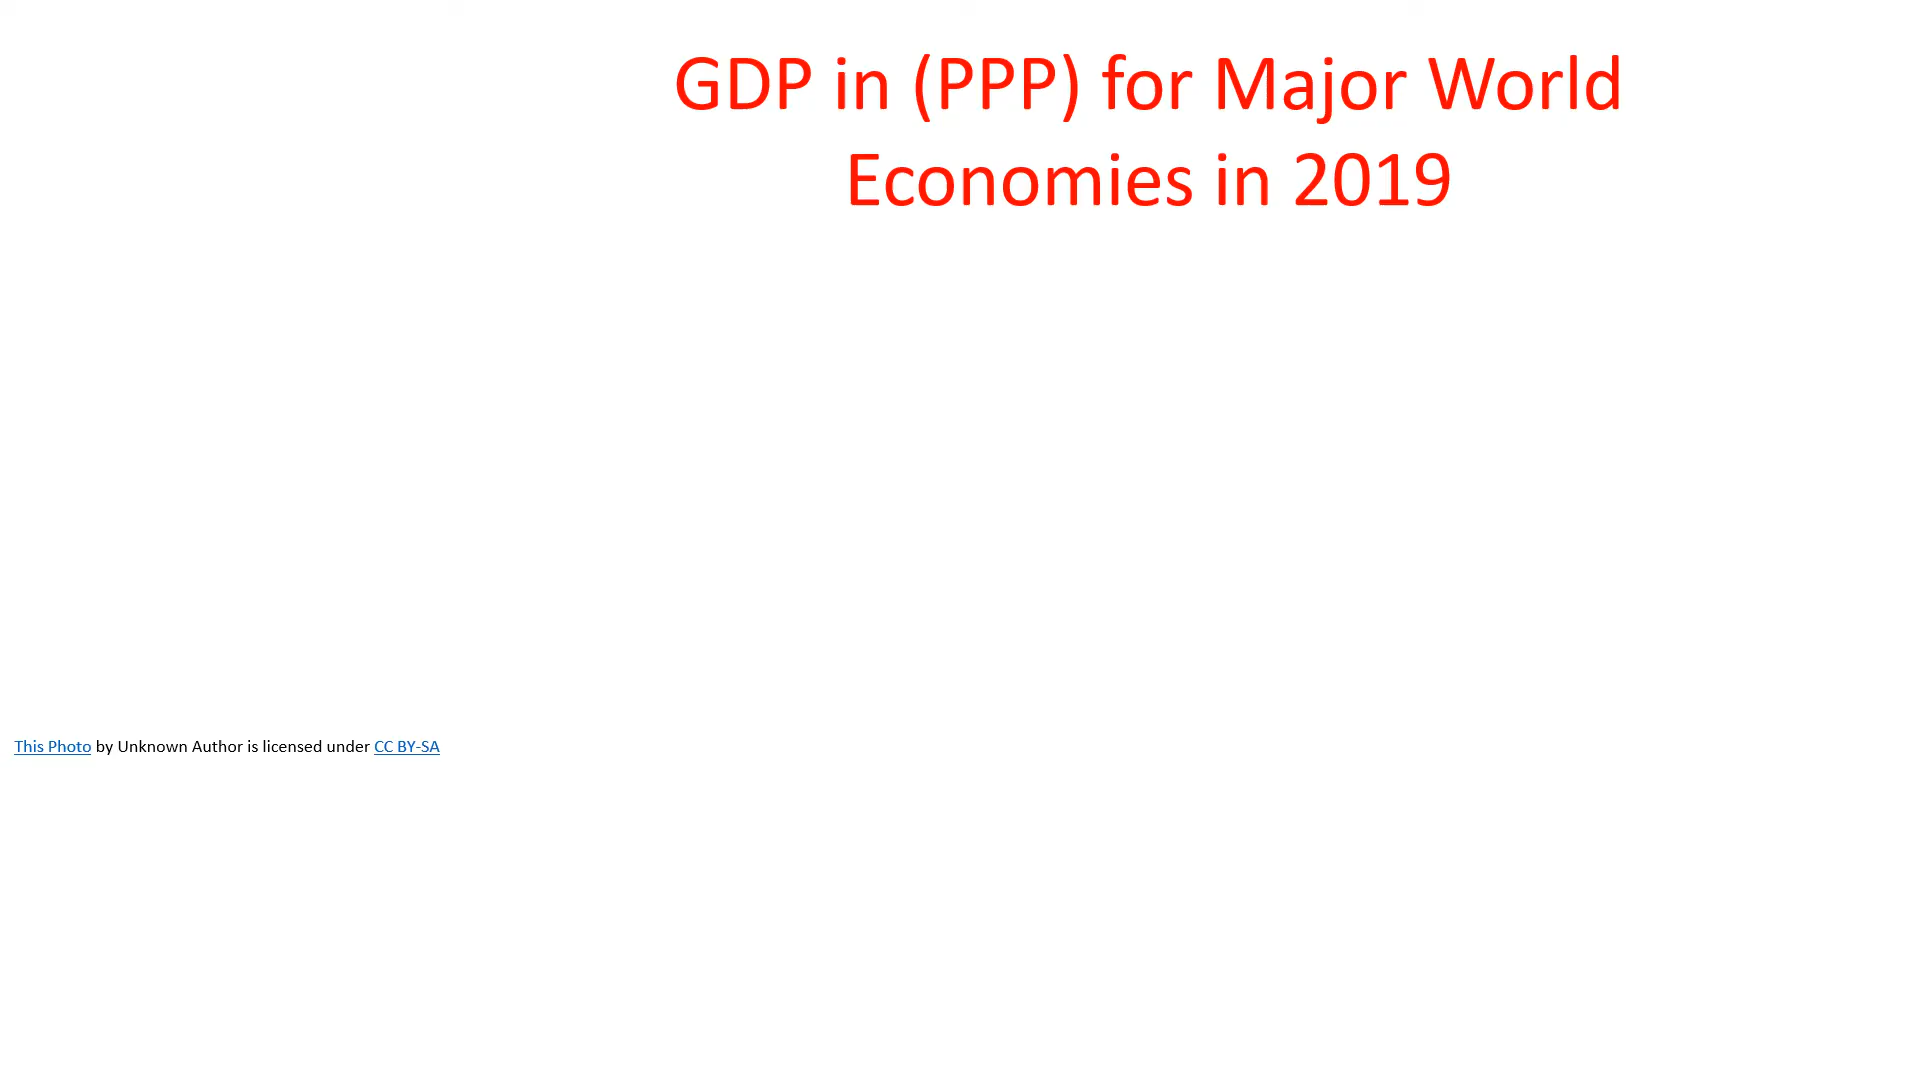 GDP in (PPP) for Major World
Economies in 2019
This Photo by Unknown Author is licensed under CC BY-SA